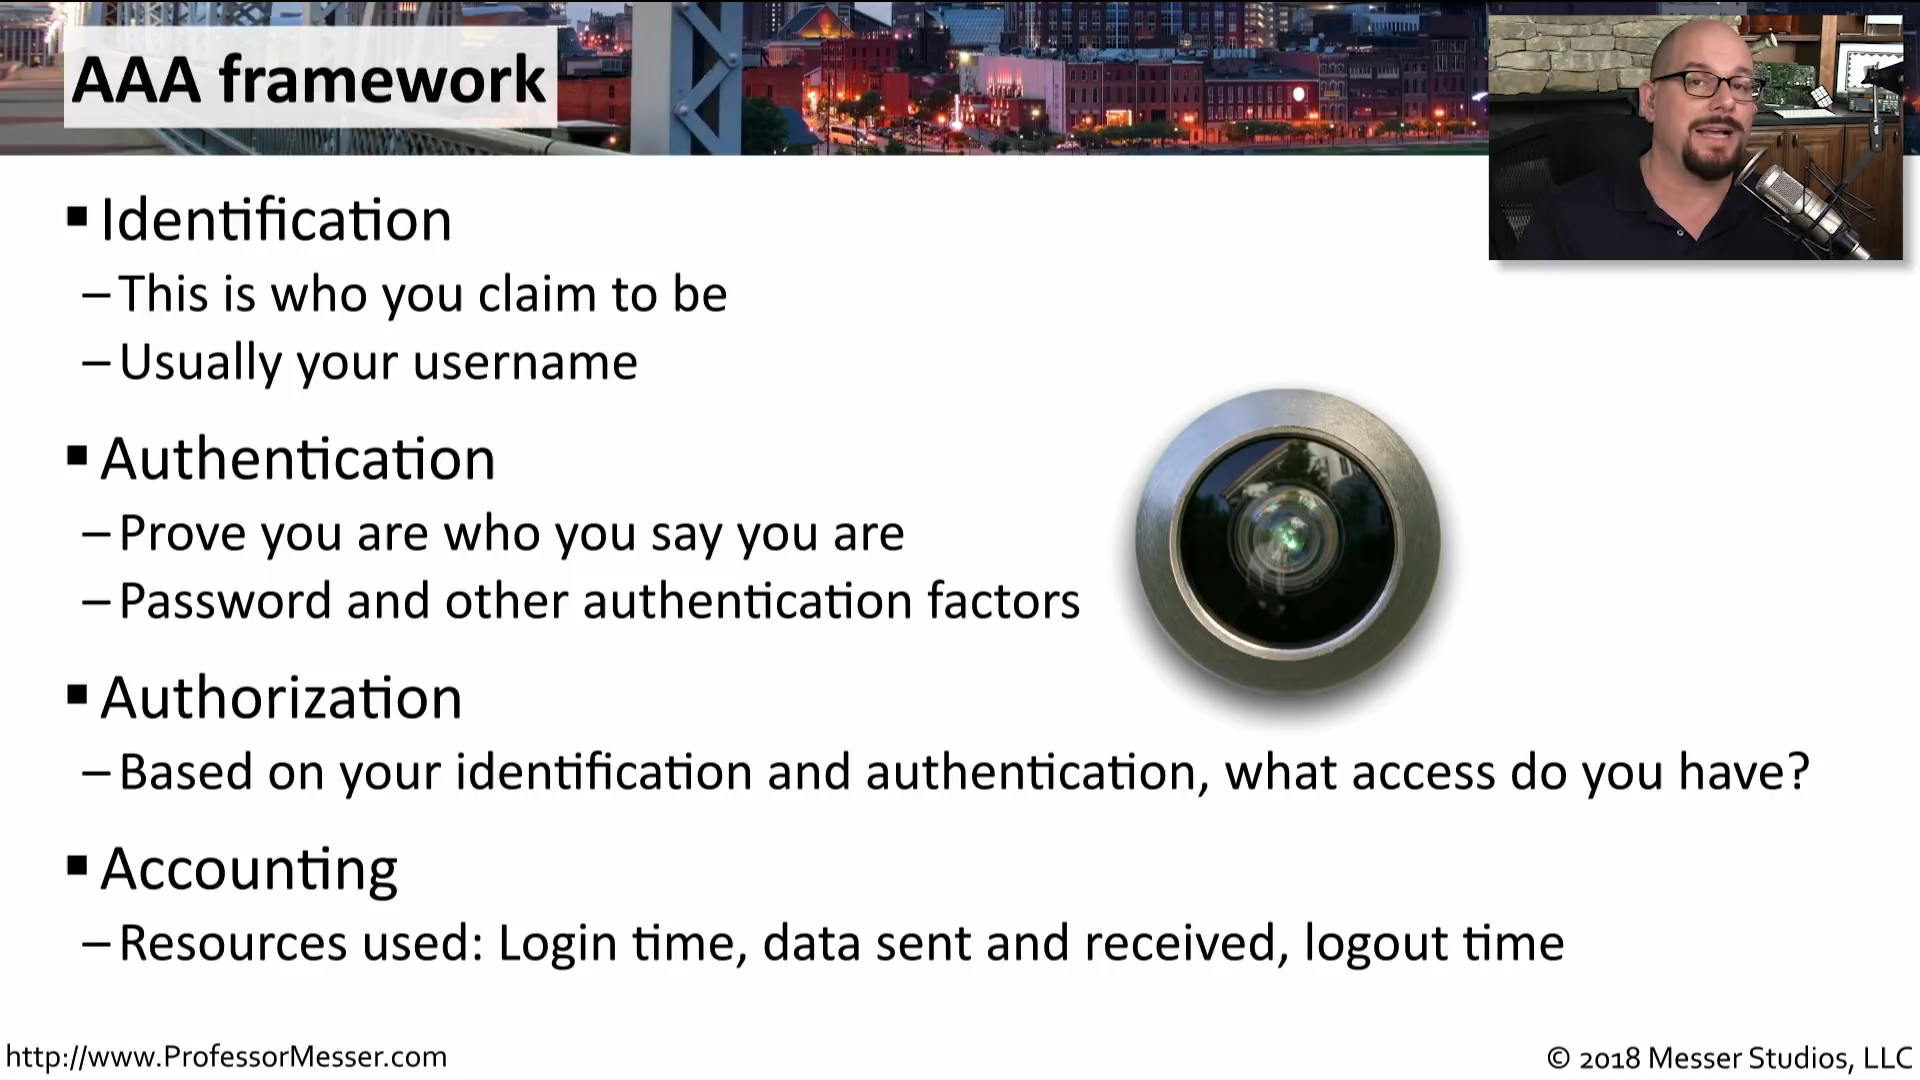 AAA framework
▪ Identification
– This is who you claim to be
– Usually your username
▪ Authentication
– Prove you are who you say you are
– Password and other authentication factors
▪ Authorization
– Based on your identification and authentication, what access do you have?
▪ Accounting
– Resources used: Login time, data sent and received, logout time
http://www.ProfessorMesser.com
© 2018 Messer Studios, LLC